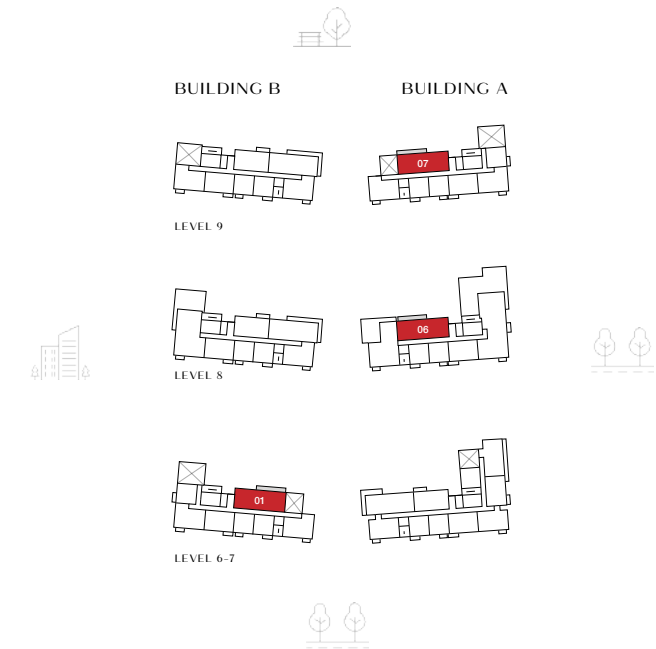 BUILDING B
BUILDING A
07
LEVEL 9
06
LEVEL 8
01
LEVEL 6-7